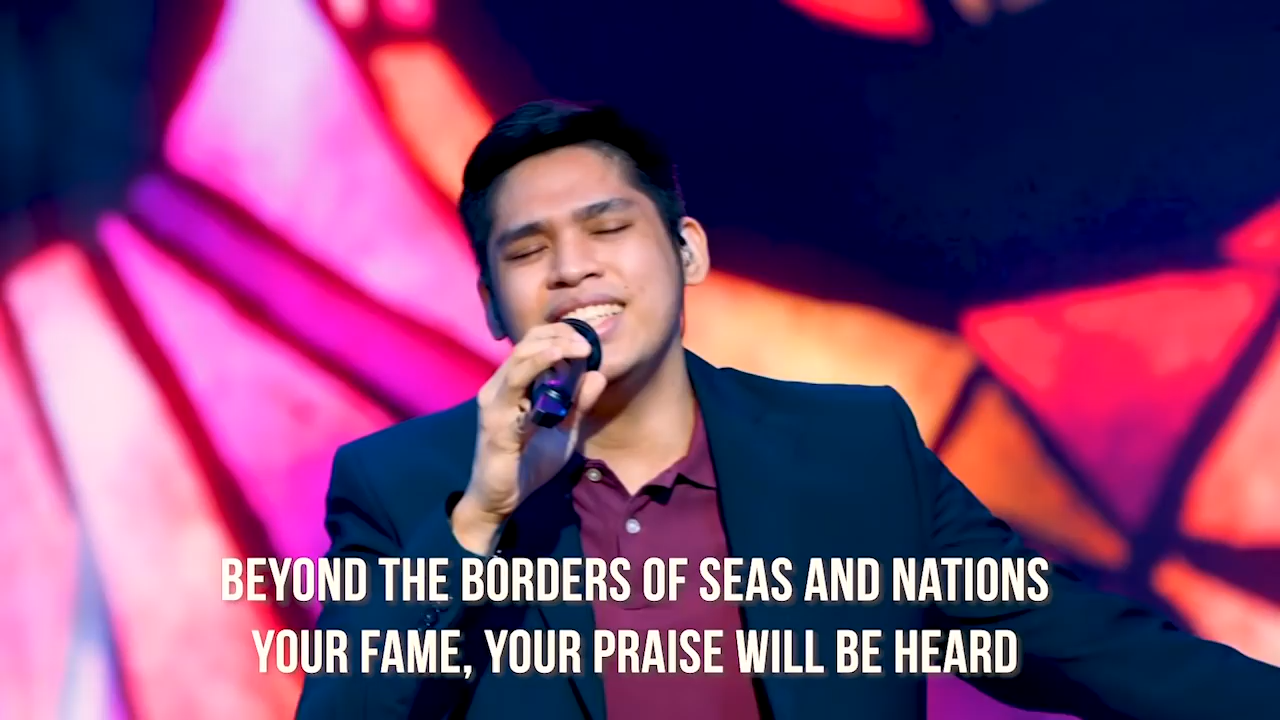 BEYOND THE BORDERS OF SEAS AND NATIONS
YOUR FAME, YOUR PRAISE WILL BE HEARD